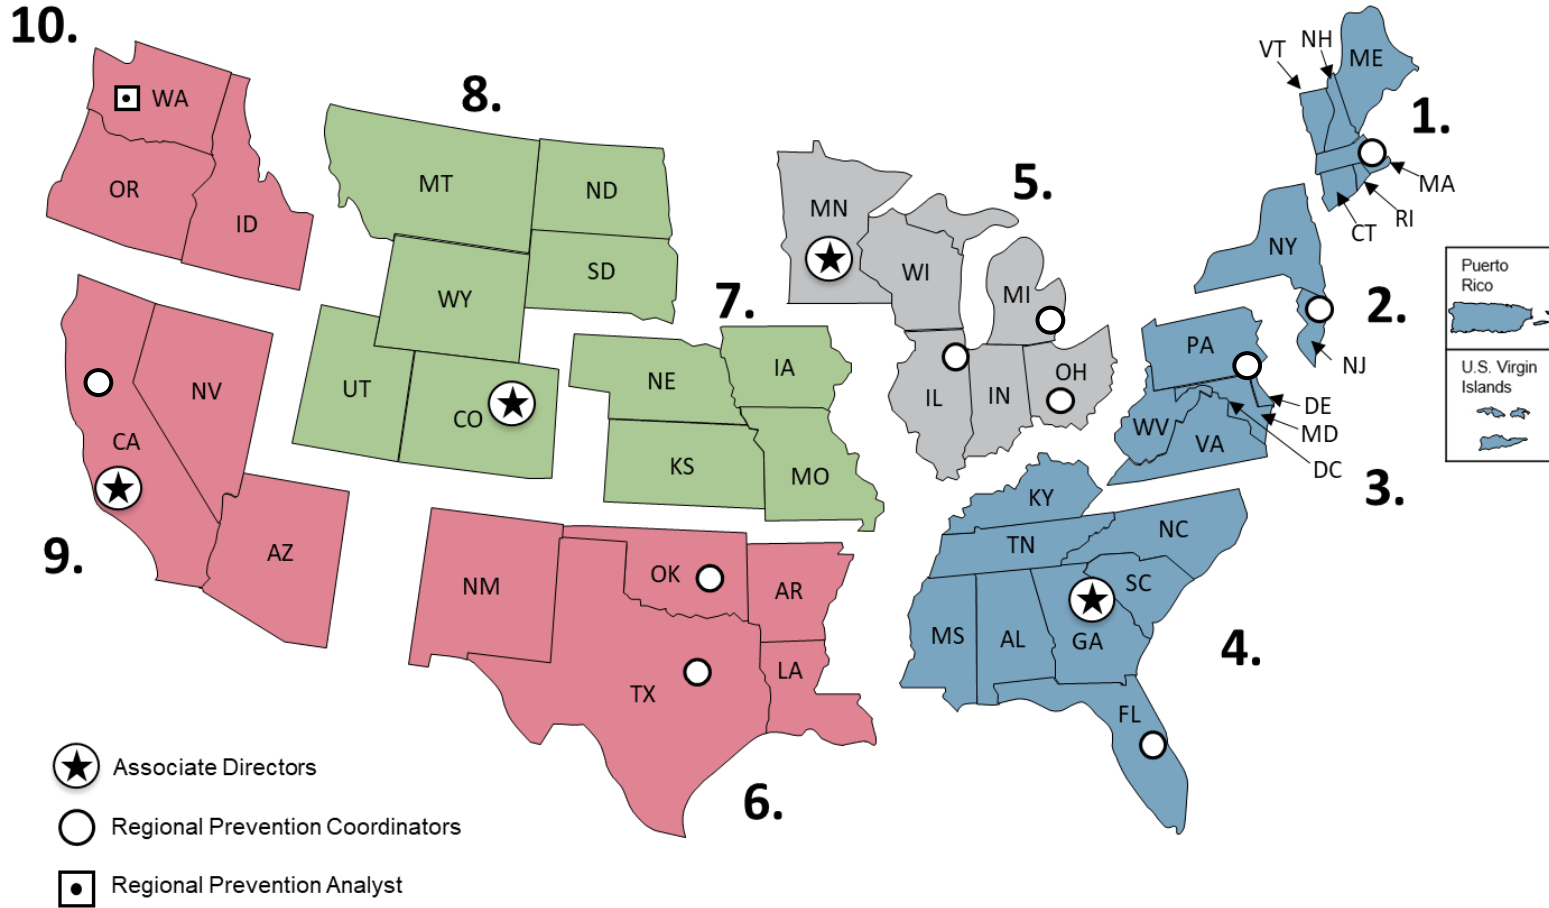 10.
WA
OR
ID
8.
MT
ND
SD
WY
UT
CO
7.
NE
IA
KS
MO
5.
MN
WI
MI
IL
IN
OH
1.
VT
NH
ME
MA
RI
CT
2.
NY
NJ
Puerto
Rico
U.S. Virgin
Islands
3.
PA
DE
MD
DC
WV
VA
9.
NV
CA
AZ
6.
NM
OK
AR
TX
LA
4.
KY
TN
NC
SC
MS
AL
GA
FL
Associate Directors
Regional Prevention Coordinators
Regional Prevention Analyst